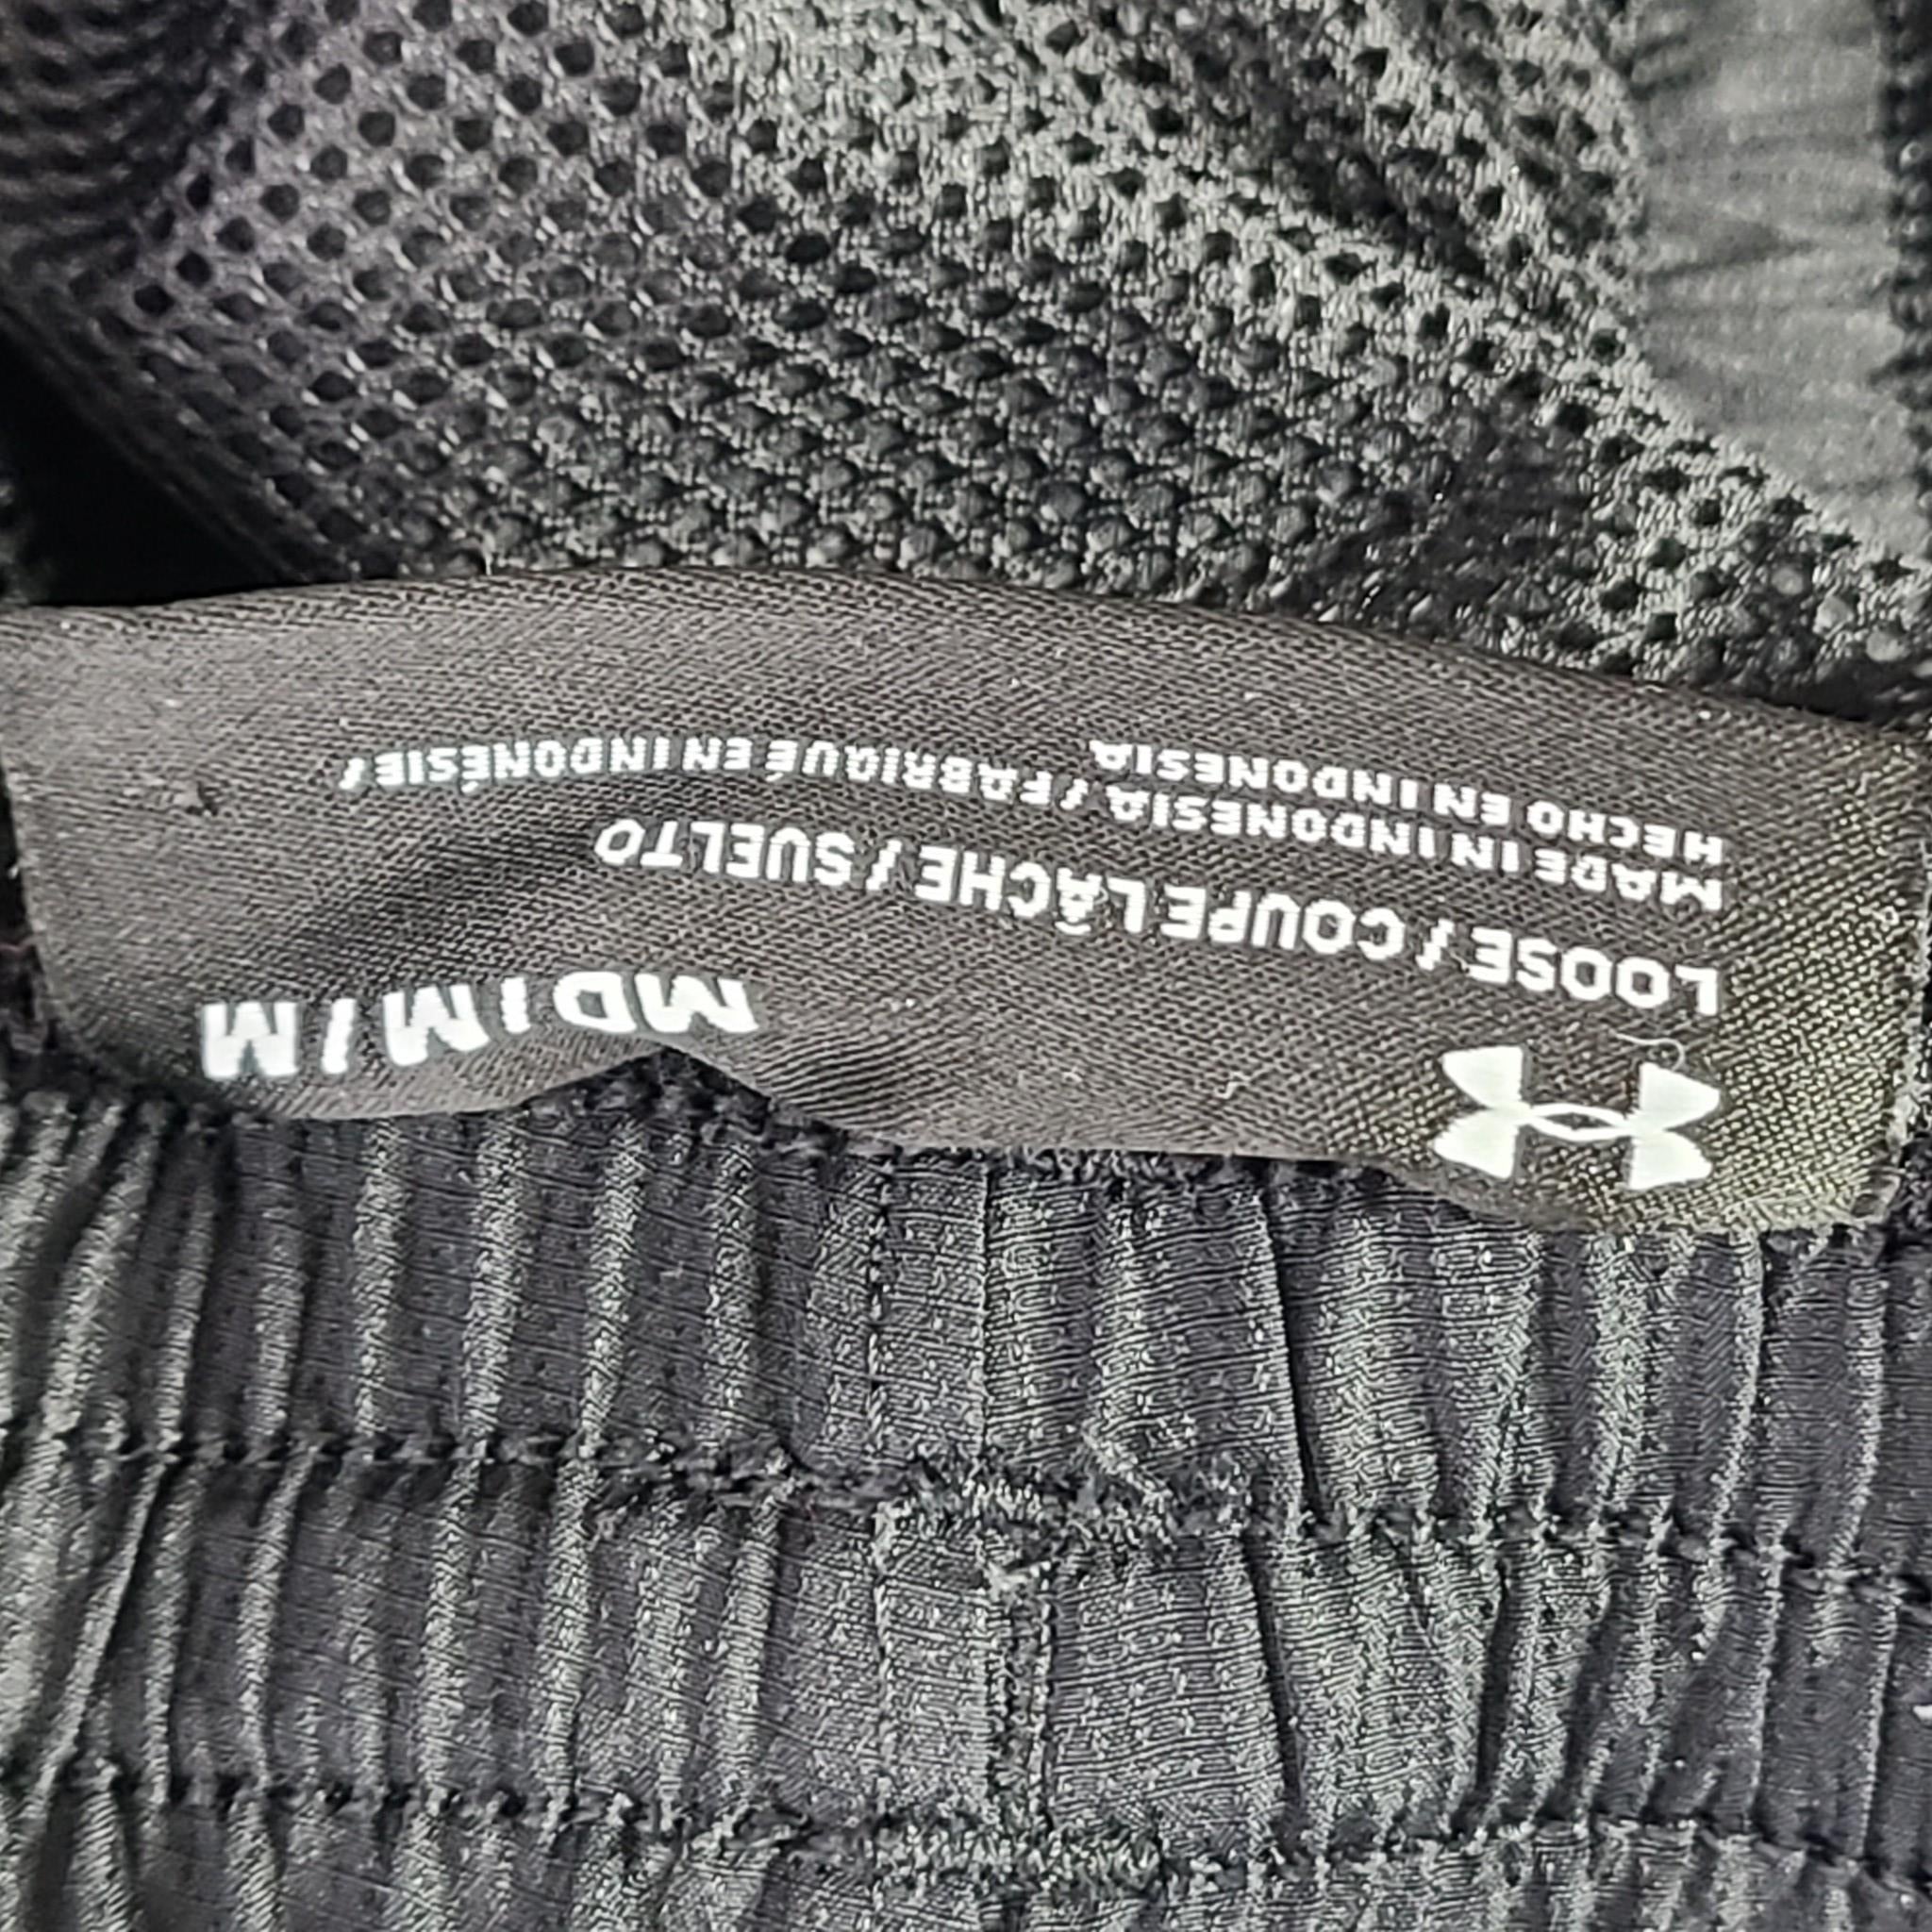 MD / M / M
LOOSE / COUPE LÂCHE / SUELTO
MADE IN INDONESIA / FABRIQUÉ EN INDONÉSIE /
HECHO EN INDONESIA